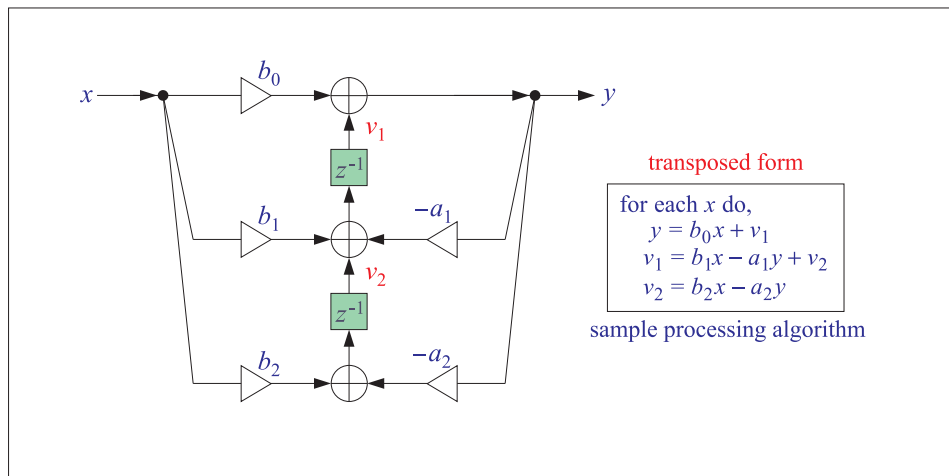 b₀
x
y
v₁
z⁻¹
transposed form
b₁
−a₁
for each x do,
y = b₀x + v₁
v₁ = b₁x − a₁y + v₂
v₂ = b₂x − a₂y
v₂
z⁻¹
sample processing algorithm
b₂
−a₂